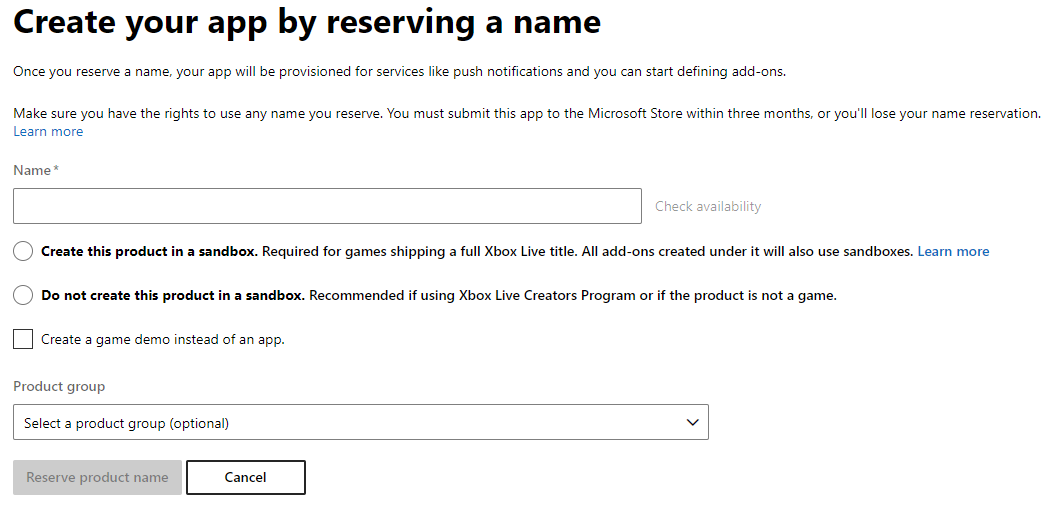 Create your app by reserving a name
Once you reserve a name, your app will be provisioned for services like push notifications and you can start defining add-ons.
Make sure you have the rights to use any name you reserve. You must submit this app to the Microsoft Store within three months, or you'll lose your name reservation.
Learn more
Name*
Check availability
Create this product in a sandbox. Required for games shipping a full Xbox Live title. All add-ons created under it will also use sandboxes. Learn more
Do not create this product in a sandbox. Recommended if using Xbox Live Creators Program or if the product is not a game.
Create a game demo instead of an app.
Product group
Select a product group (optional)
Reserve product name Cancel